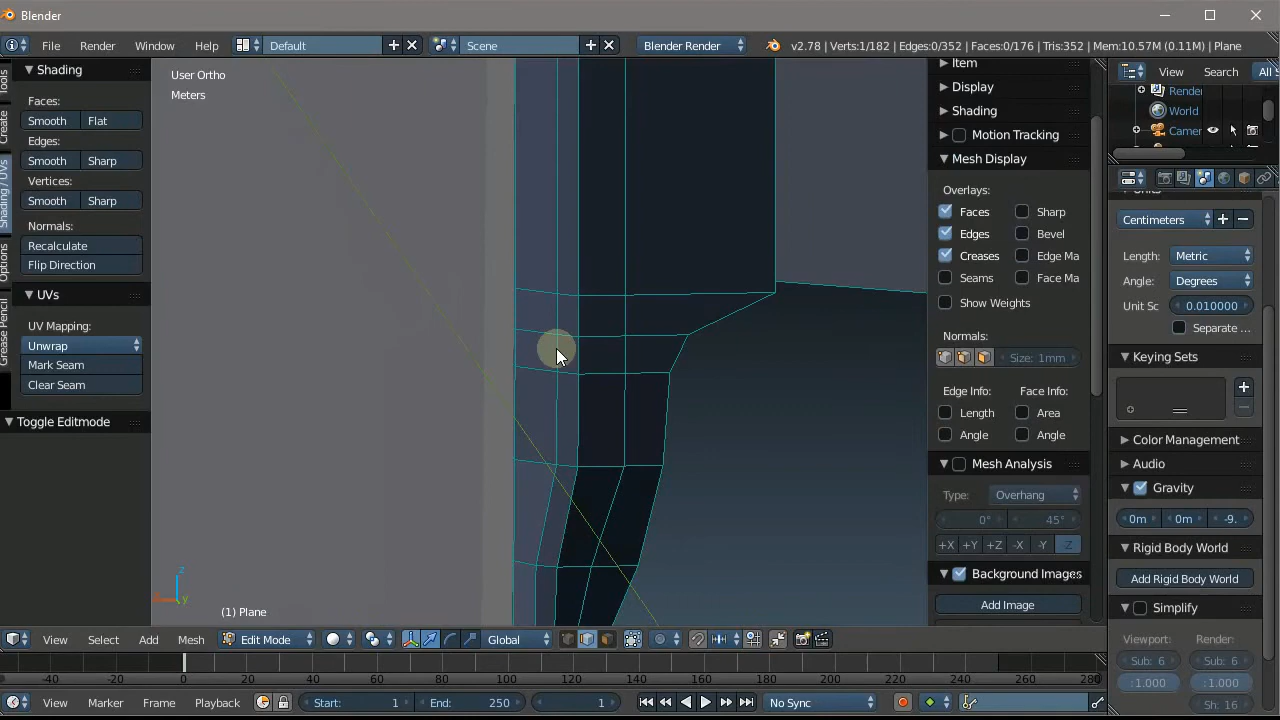 Blender
File Render Window Help Default Scene Blender Render v2.78 | Verts:1/182 | Edges:0/352 | Faces:0/176 | Tris:352 | Mem:10.57M (0.11M) | Plane
Tools
Create
Shading / UVs
Options
Grease Pencil
Shading
Faces:
Smooth Flat
Edges:
Smooth Sharp
Vertices:
Smooth Sharp
Normals:
Recalculate
Flip Direction
UVs
UV Mapping:
Unwrap
Mark Seam
Clear Seam
Toggle Editmode
User Ortho
Meters
z
y
(1) Plane
Item
Display
Shading
Motion Tracking
Mesh Display
Overlays:
Faces Sharp
Edges Bevel
Creases Edge Ma
Seams Face Ma
Show Weights
Normals:
Size: 1mm
Edge Info: Face Info:
Length Area
Angle Angle
Mesh Analysis
Type: Overhang
0° 45°
+X +Y +Z -X -Y -Z
Background Images
Add Image
View Search All S
Render
World
Camer
Units
Centimeters
Length: Metric
Angle: Degrees
Unit Sc 0.010000
Separate ...
Keying Sets
Color Management
Audio
Gravity
0m 0m -9.
Rigid Body World
Add Rigid Body World
Simplify
Viewport: Render:
Sub: 6 Sub: 6
:1.000 :1.000
Sh: 16
View Select Add Mesh Edit Mode Global
-40 -20 0 20 40 60 80 100 120 140 160 180 200 220 240 260 280
View Marker Frame Playback Start: 1 End: 250 1 No Sync